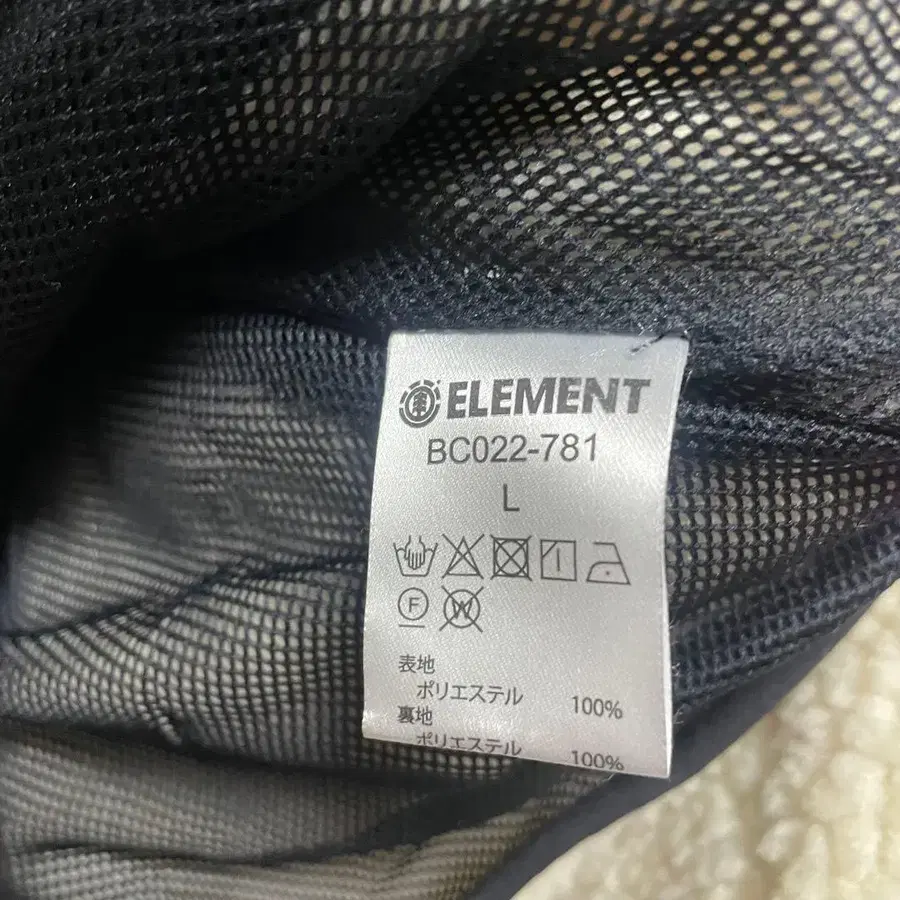 ELEMENT
BC022-781
L
F
W
表地
ポリエステル 100%
裏地
ポリエステル 100%